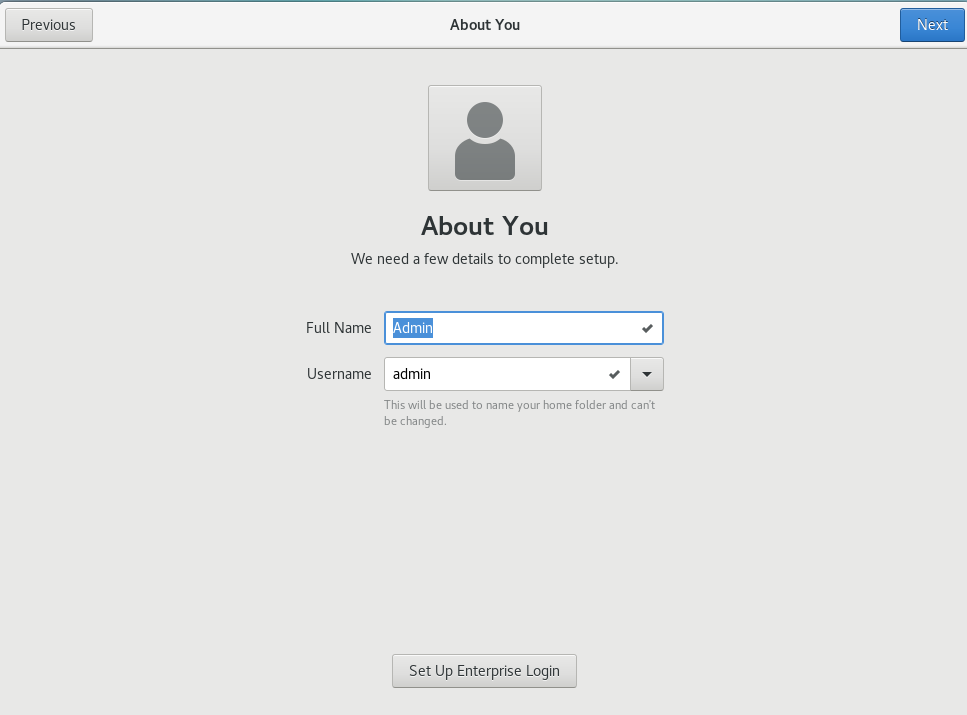 Previous
About You
Next
About You
We need a few details to complete setup.
Full Name
Admin
Username
admin
This will be used to name your home folder and can't
be changed.
Set Up Enterprise Login